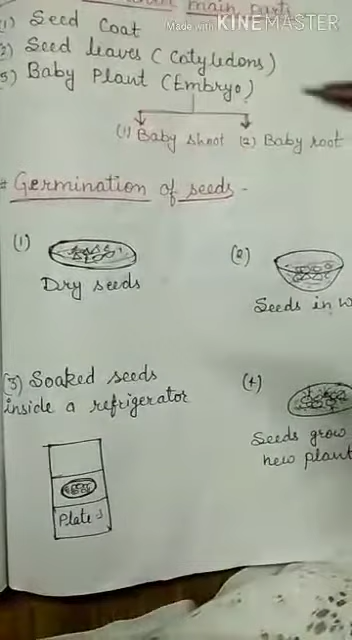 Made with KINEMASTER
main parts
(1) Seed Coat
(2) Seed leaves (Cotyledons)
(3) Baby Plant (Embryo)
(1) Baby shoot (2) Baby root
Germination of seeds -
(1)
(2)
Dry seeds
Seeds in
(3) Soaked seeds
inside a refrigerator
(4)
Seeds grow
new plant
Plate 3